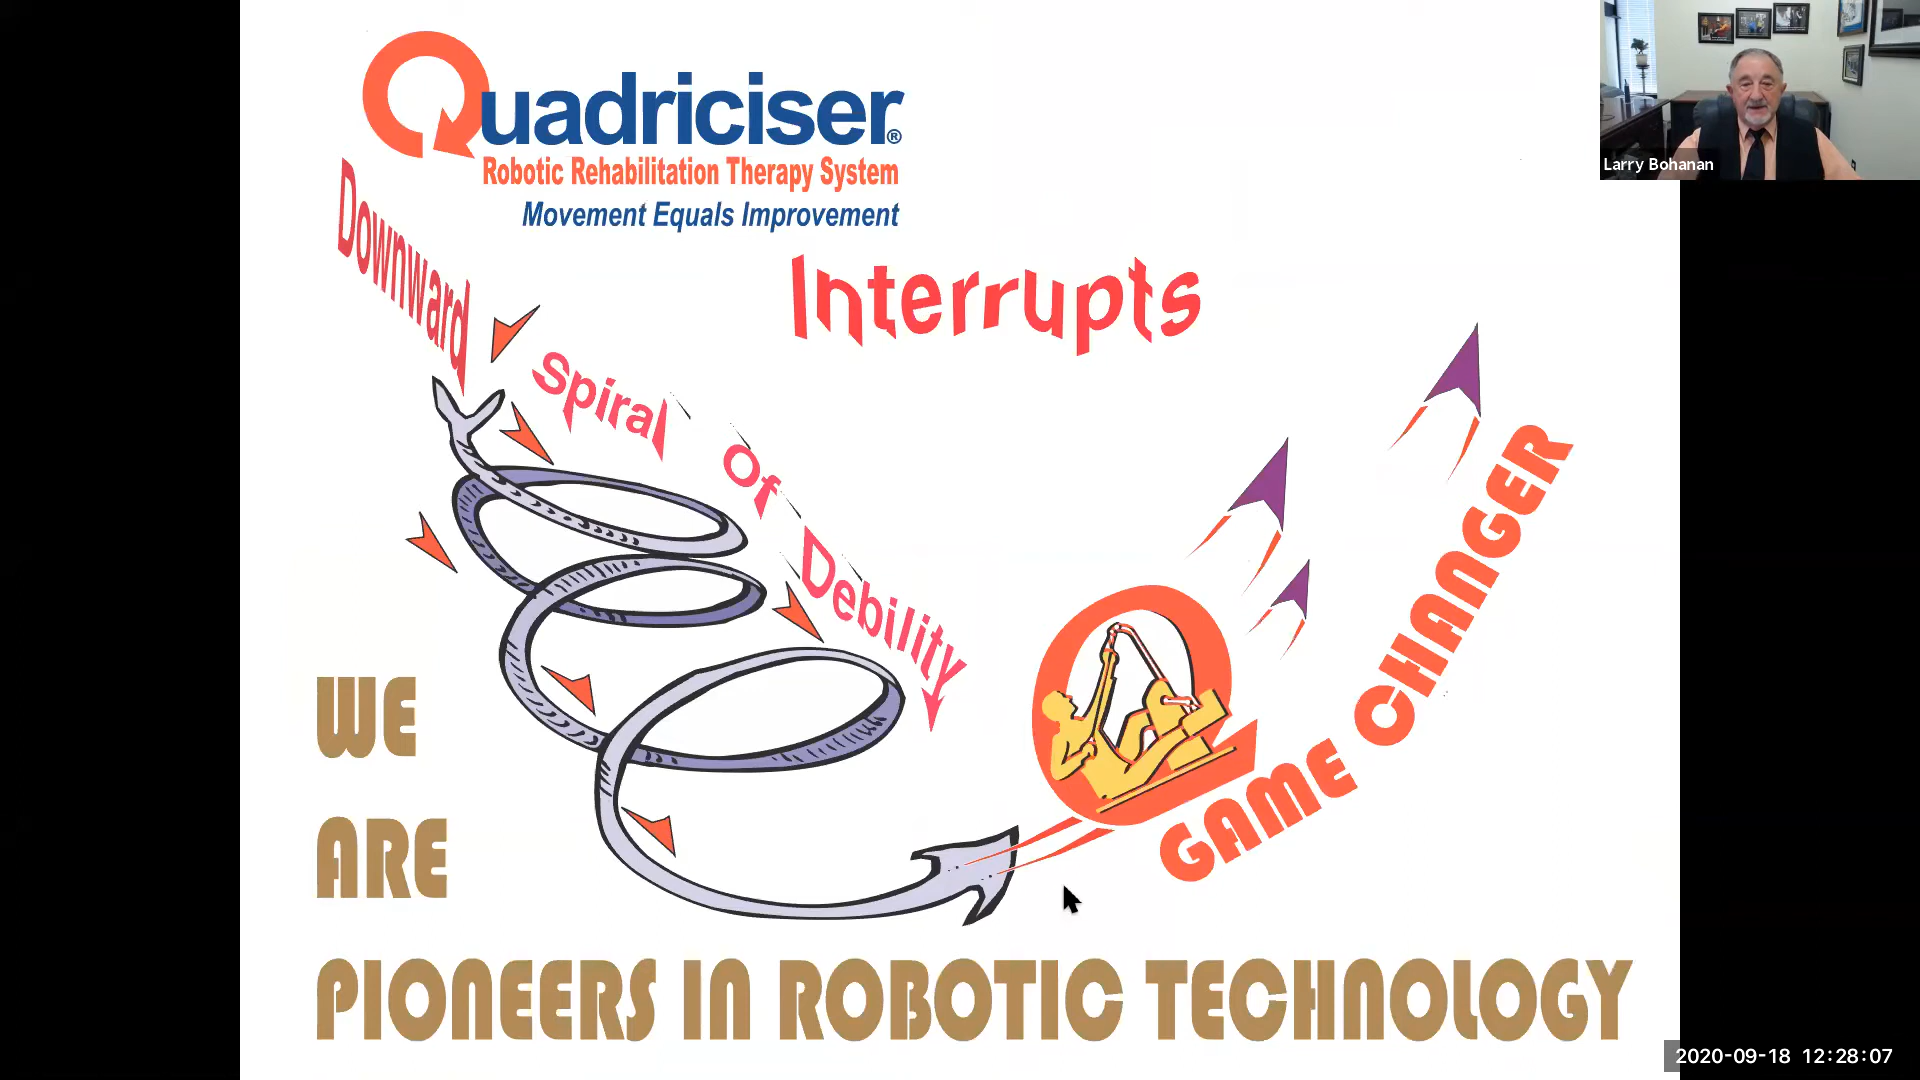 Quadriciser®
Robotic Rehabilitation Therapy System
Movement Equals Improvement
Larry Bohanan
Interrupts
Downward
Spiral
Of
Debility
GAME CHANGER
WE
ARE
PIONEERS IN ROBOTIC TECHNOLOGY
2020-09-18 12:28:07